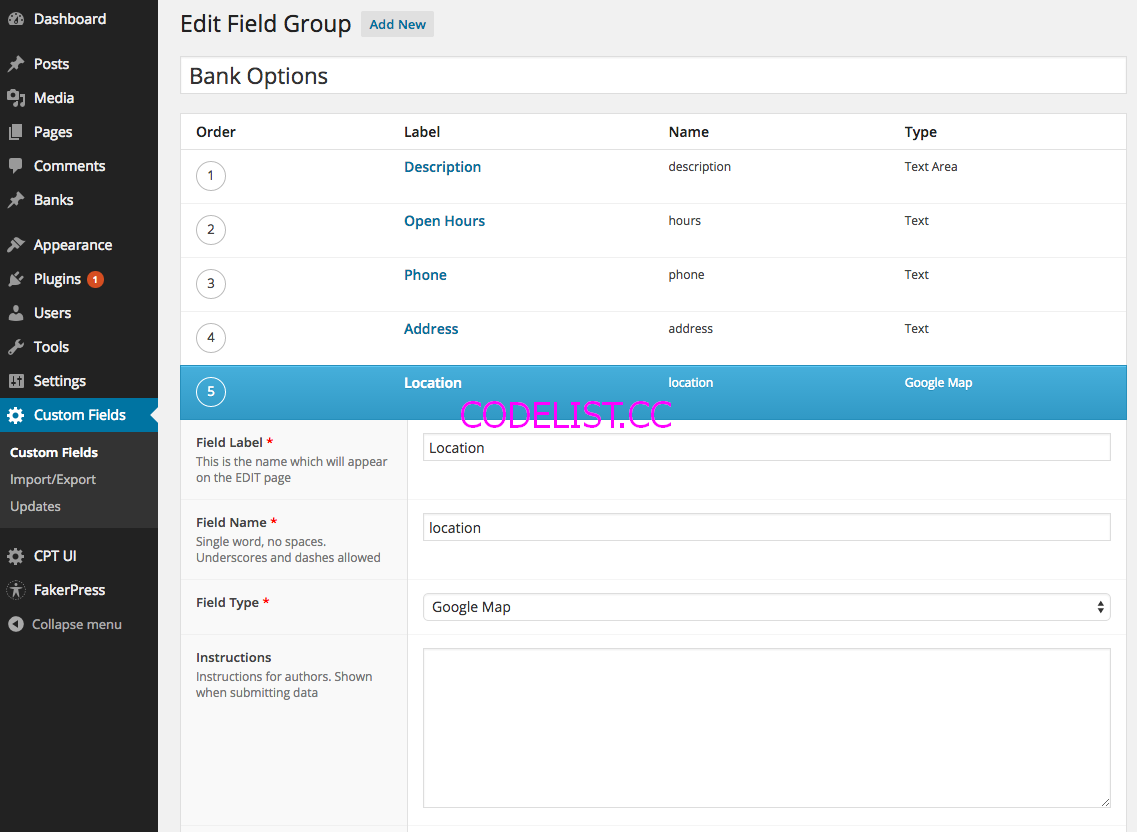 Dashboard
Posts
Media
Pages
Comments
Banks
Appearance
Plugins 1
Users
Tools
Settings
Custom Fields
Custom Fields
Import/Export
Updates
CPT UI
FakerPress
Collapse menu
Edit Field Group Add New
Bank Options
Order Label Name Type
1 Description description Text Area
2 Open Hours hours Text
3 Phone phone Text
4 Address address Text
5 Location location Google Map
CODELIST.CC
Field Label * Location
This is the name which will appear
on the EDIT page
Field Name * location
Single word, no spaces.
Underscores and dashes allowed
Field Type * Google Map
Instructions
Instructions for authors. Shown
when submitting data